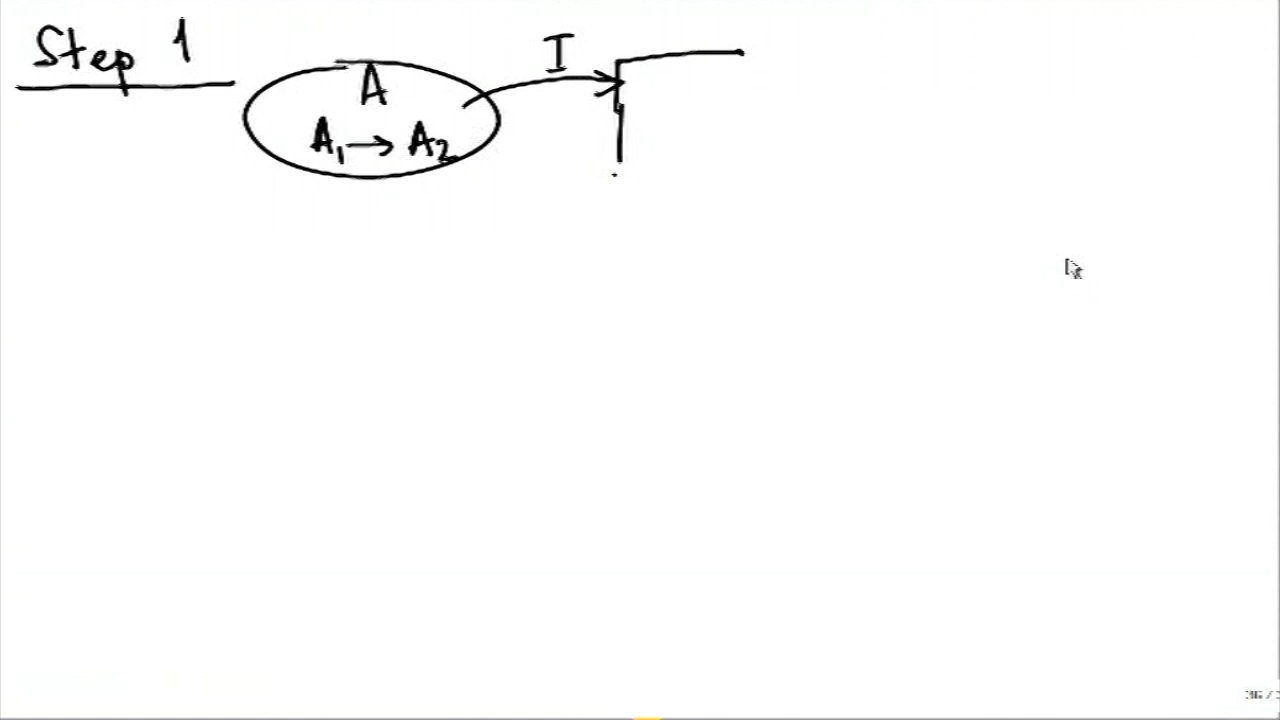 Step 1
I
A
A₁ → A₂